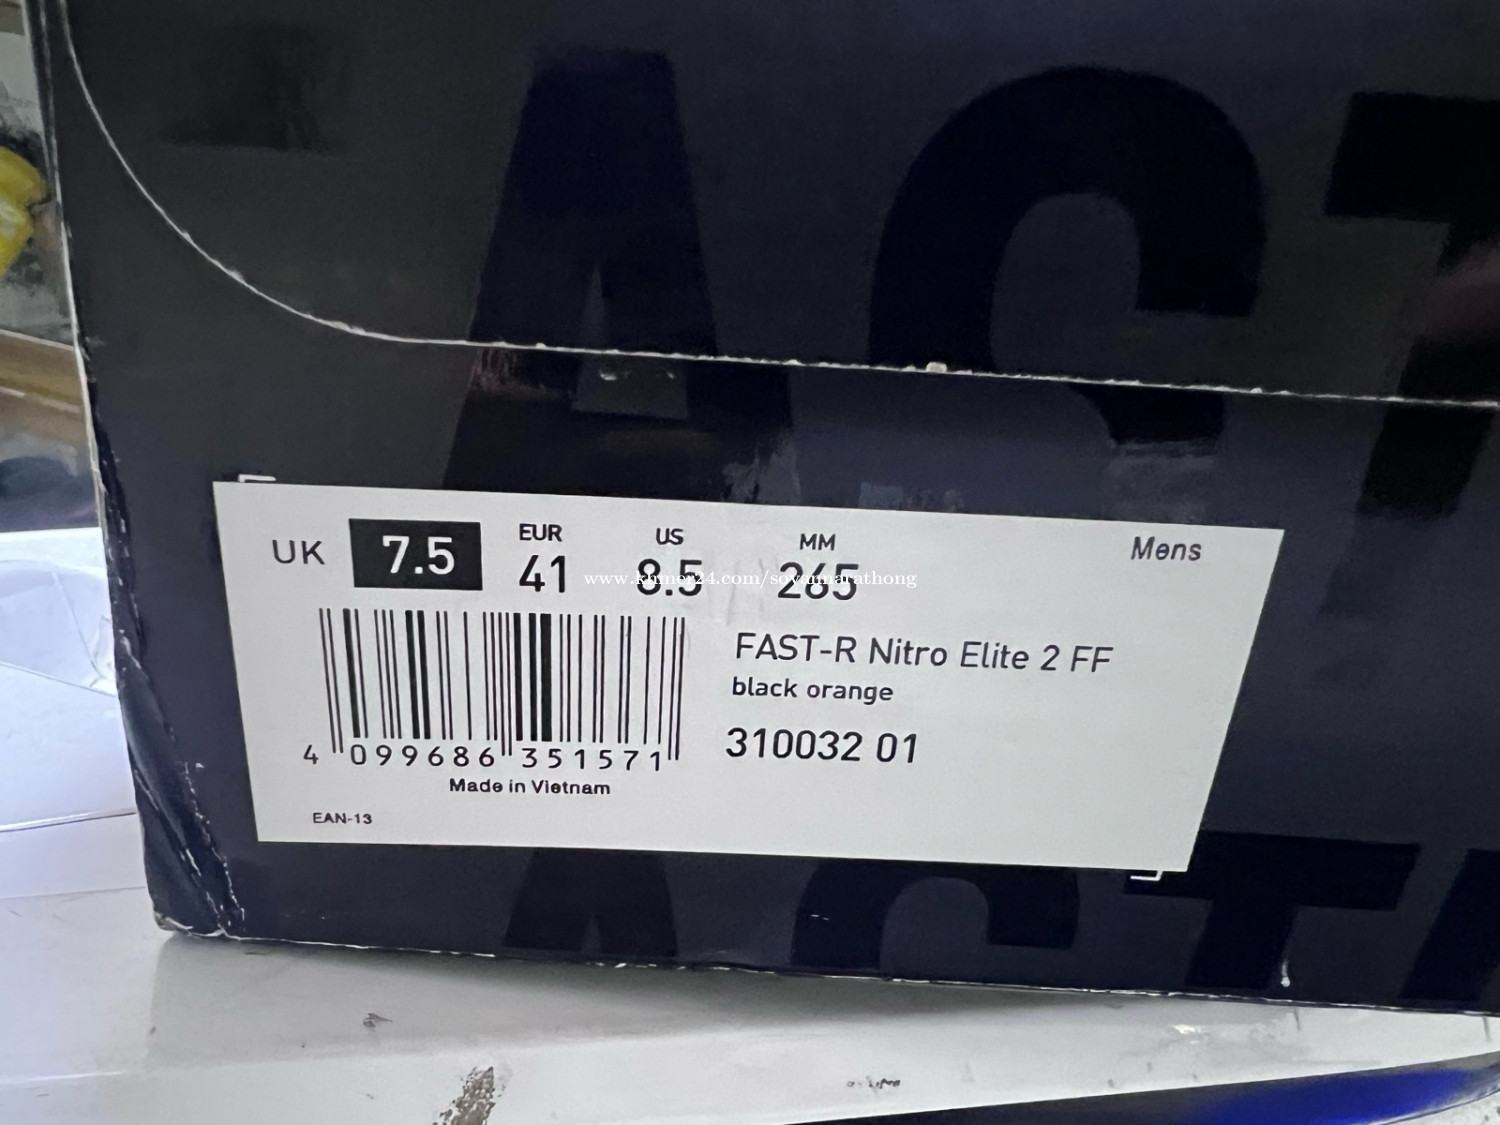 UK 7.5 EUR 41 US 8.5 MM 265 Mens
www.khmer24.com/sovannarathong
FAST-R Nitro Elite 2 FF
black orange
310032 01
4 099686 351571
Made in Vietnam
EAN-13